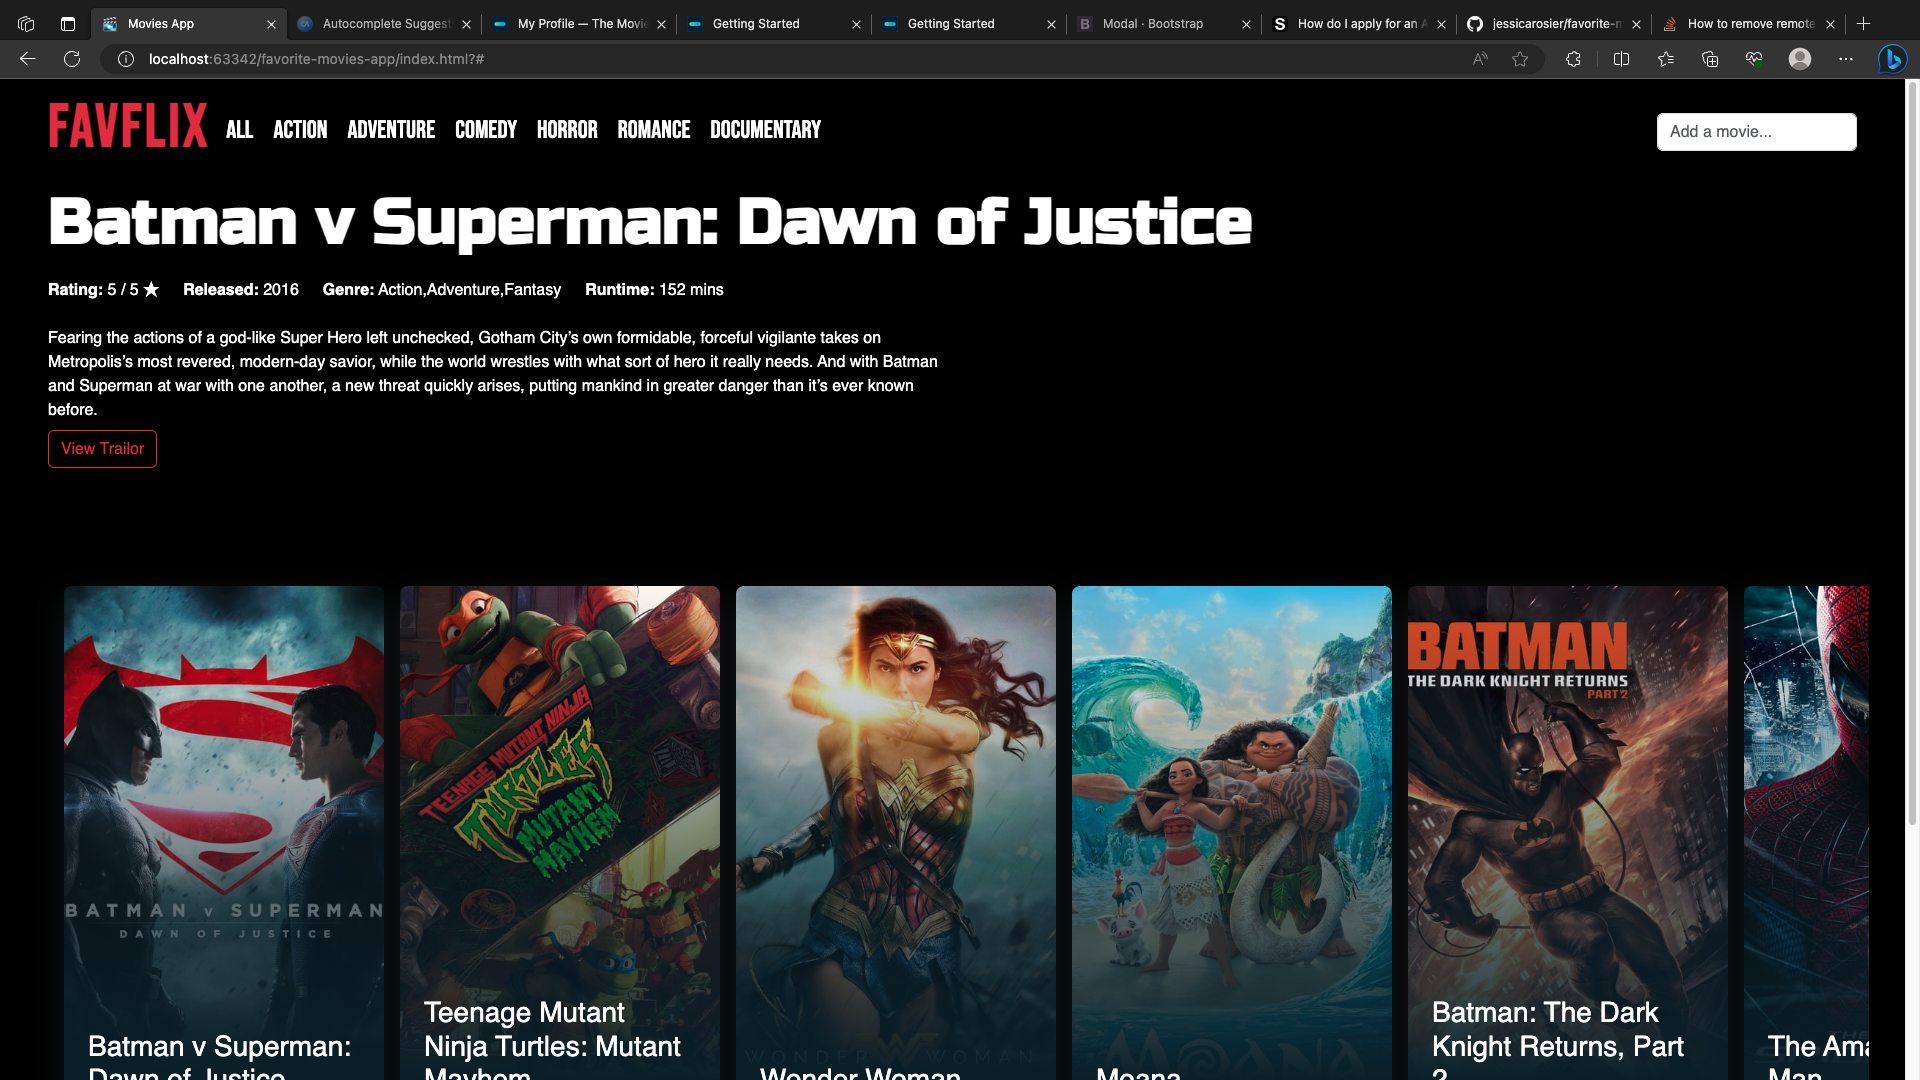 Movies App
Autocomplete Suggest
My Profile — The Movie
Getting Started
Getting Started
Modal · Bootstrap
How do I apply for an A
jessicarosier/favorite-m
How to remove remote
localhost:63342/favorite-movies-app/index.html?#
FAVFLIX ALL ACTION ADVENTURE COMEDY HORROR ROMANCE DOCUMENTARY
Add a movie...
Batman v Superman: Dawn of Justice
Rating: 5 / 5 ★ Released: 2016 Genre: Action,Adventure,Fantasy Runtime: 152 mins
Fearing the actions of a god-like Super Hero left unchecked, Gotham City’s own formidable, forceful vigilante takes on
Metropolis’s most revered, modern-day savior, while the world wrestles with what sort of hero it really needs. And with Batman
and Superman at war with one another, a new threat quickly arises, putting mankind in greater danger than it’s ever known
before.
View Trailor
BATMAN v SUPERMAN
DAWN OF JUSTICE
Batman v Superman:
Dawn of Justice
TEENAGE MUTANT NINJA
TURTLES
MUTANT
MAYHEM
Teenage Mutant
Ninja Turtles: Mutant
Mayhem
WONDER WOMAN
Wonder Woman
MOANA
Moana
BATMAN
THE DARK KNIGHT RETURNS
PART 2
Batman: The Dark
Knight Returns, Part
2
The Ama
Man